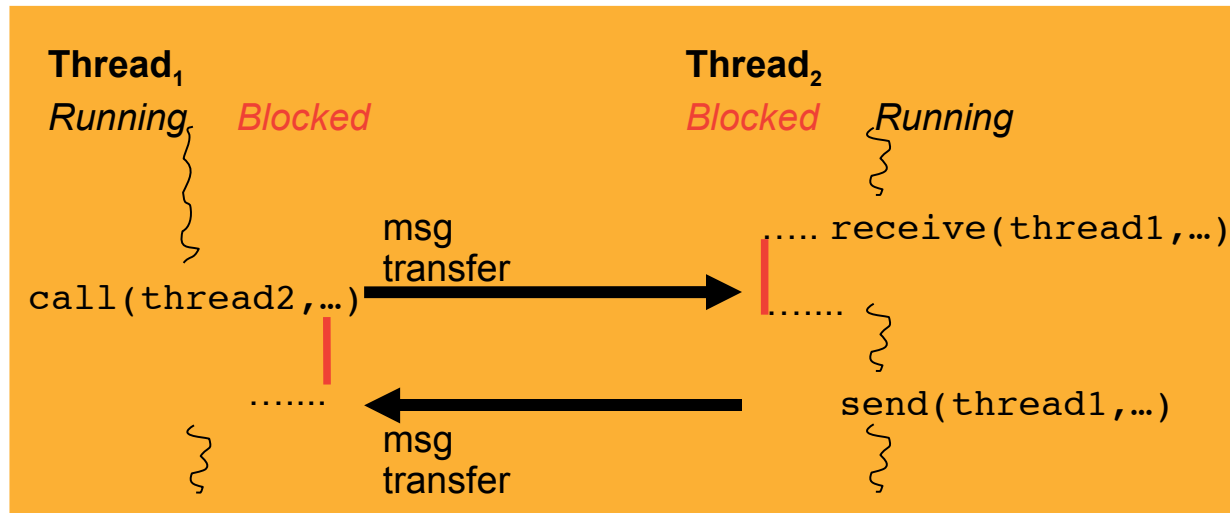 Thread1
Thread2
Running Blocked
Blocked Running
msg
transfer
..... receive(thread1,…)
call(thread2,…)
.......
.......
send(thread1,…)
msg
transfer